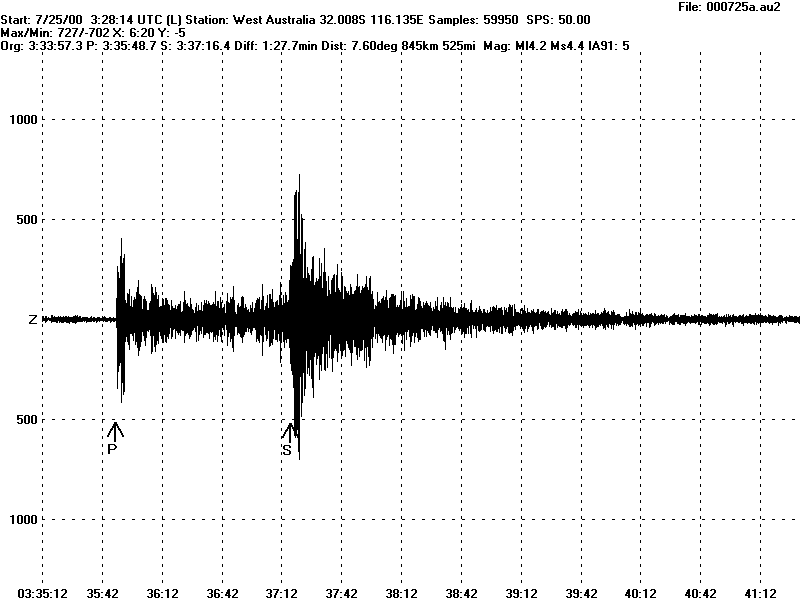 File: 000725a.au2
Start: 7/25/00 3:28:14 UTC (L) Station: West Australia 32.008S 116.135E Samples: 59950 SPS: 50.00
Max/Min: 727/-702 X: 6:20 Y: -5
Org: 3:33:57.3 P: 3:35:48.7 S: 3:37:16.4 Diff: 1:27.7min Dist: 7.60deg 845km 525mi Mag: Ml4.2 Ms4.4 IA91: 5
1000
500
Z
500
P
S
1000
03:35:12 35:42 36:12 36:42 37:12 37:42 38:12 38:42 39:12 39:42 40:12 40:42 41:12